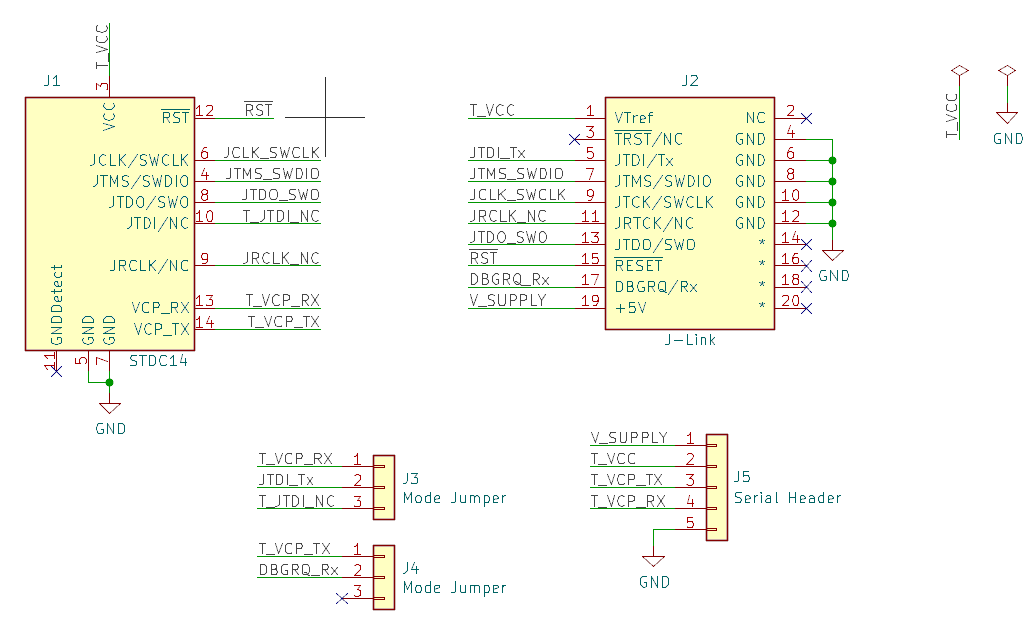 T_VCC
J1
3
VCC
RST 12 RST
JCLK/SWCLK 6 JCLK_SWCLK
JTMS/SWDIO 4 JTMS_SWDIO
JTDO/SWO 8 JTDO_SWO
JTDI/NC 10 T_JTDI_NC
JRCLK/NC 9 JRCLK_NC
VCP_RX 13 T_VCP_RX
VCP_TX 14 T_VCP_TX
GNDDetect
GND
GND
11
5
7
STDC14
GND
J2
T_VCC 1 VTref NC 2
3 TRST/NC GND 4
JTDI_Tx 5 JTDI/Tx GND 6
JTMS_SWDIO 7 JTMS/SWDIO GND 8
JCLK_SWCLK 9 JTCK/SWCLK GND 10
JRCLK_NC 11 JRTCK/NC GND 12
JTDO_SWO 13 JTDO/SWO * 14
RST 15 RESET * 16
DBGRQ_Rx 17 DBGRQ/Rx * 18
V_SUPPLY 19 +5V * 20
J-Link
GND
T_VCC
GND
T_VCP_RX 1
JTDI_Tx 2
T_JTDI_NC 3
J3
Mode Jumper
T_VCP_TX 1
DBGRQ_Rx 2
3
J4
Mode Jumper
V_SUPPLY 1
T_VCC 2
T_VCP_TX 3
T_VCP_RX 4
5
J5
Serial Header
GND